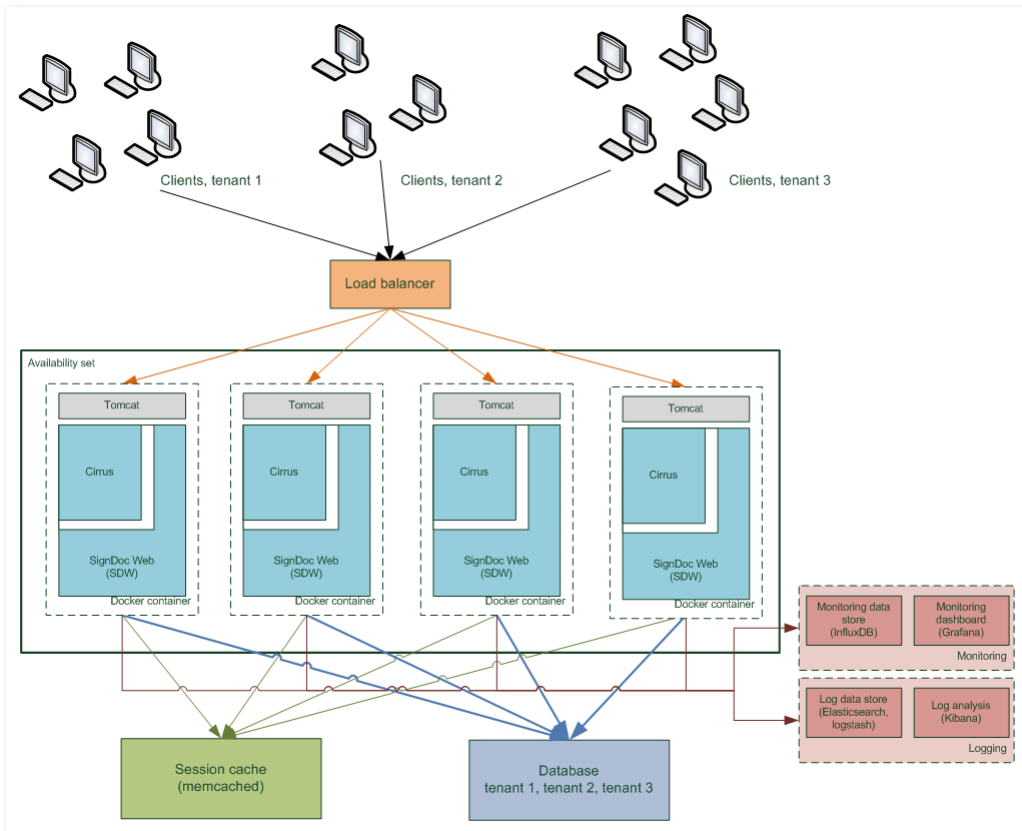 Clients, tenant 1
Clients, tenant 2
Clients, tenant 3
Load balancer
Availability set
Tomcat
Cirrus
SignDoc Web
(SDW)
Docker container
Tomcat
Cirrus
SignDoc Web
(SDW)
Docker container
Tomcat
Cirrus
SignDoc Web
(SDW)
Docker container
Tomcat
Cirrus
SignDoc Web
(SDW)
Docker container
Monitoring data
store
(InfluxDB)
Monitoring
dashboard
(Grafana)
Monitoring
Log data store
(Elasticsearch,
logstash)
Log analysis
(Kibana)
Logging
Session cache
(memcached)
Database
tenant 1, tenant 2, tenant 3